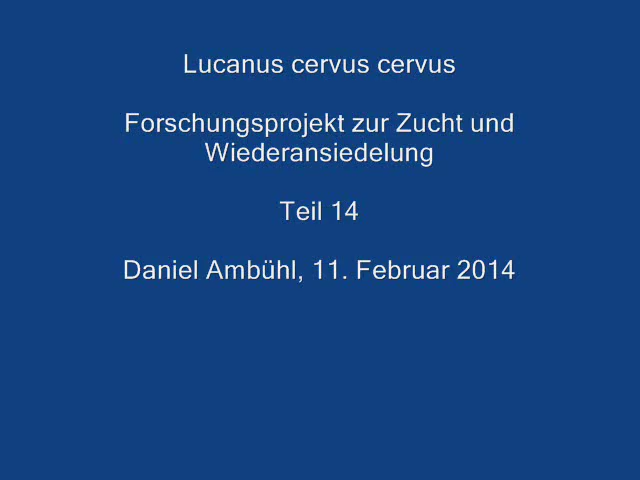 Lucanus cervus cervus
Forschungsprojekt zur Zucht und
Wiederansiedelung
Teil 14
Daniel Ambühl, 11. Februar 2014